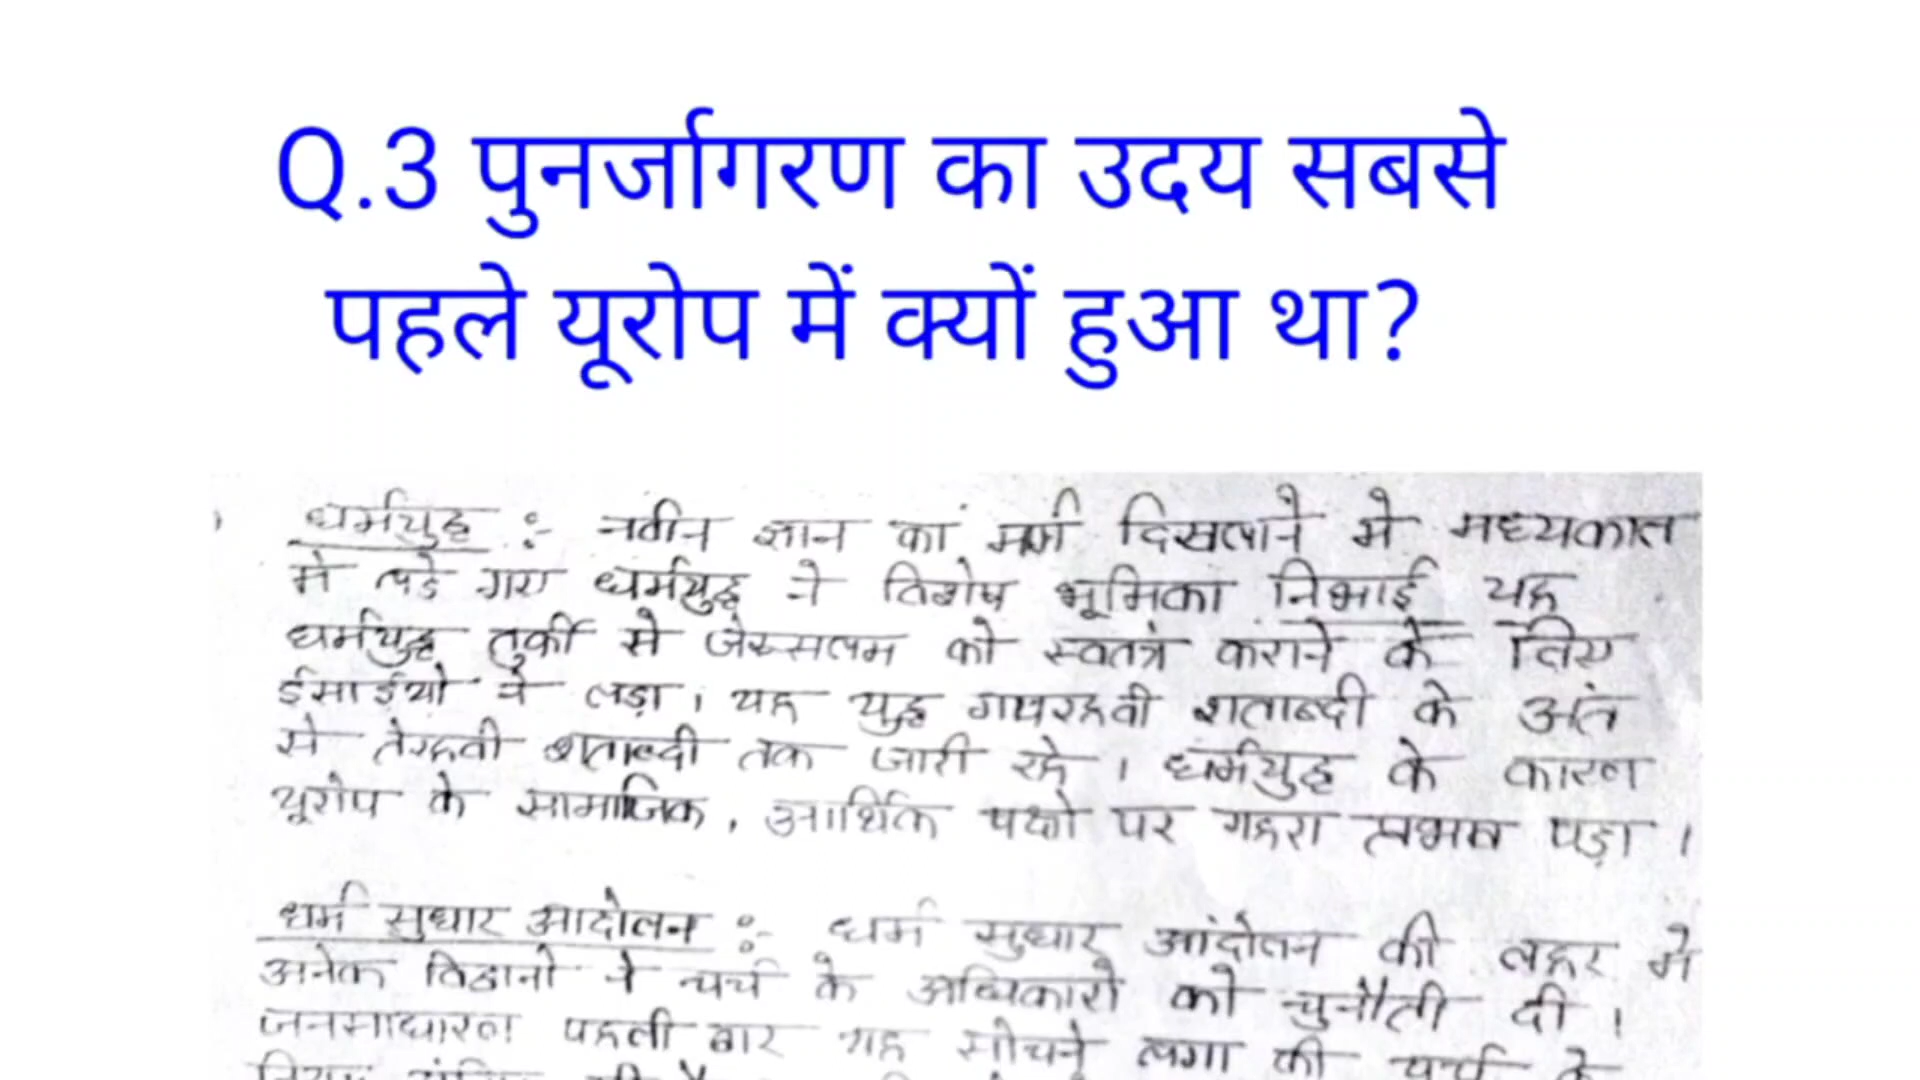 Q.3 पुनर्जागरण का उदय सबसे
पहले यूरोप में क्यों हुआ था?
धर्मयुद्ध :- नवीन ज्ञान का मार्ग दिखलाने मे मध्यकाल
मे लड़े गए धर्मयुद्ध ने विशेष भूमिका निभाई यह
धर्मयुद्ध तुर्की से जेरूसलम को स्वतंत्र कराने के लिए
ईसाईयो ने लड़ा। यह युद्ध ग्यारहवी शताब्दी के अंत
से तेरहवी शताब्दी तक जारी रहे। धर्मयुद्ध के कारण
यूरोप के सामाजिक, आर्थिक पक्षो पर गहरा प्रभाव पड़ा।
धर्म सुधार आदोलन :- धर्म सुधार आंदोलन की लहर मे
अनेक विद्वानो ने चर्च के अधिकारो को चुनौती दी।
जनसाधारण पहली बार यह सोचने लगा की चर्च के